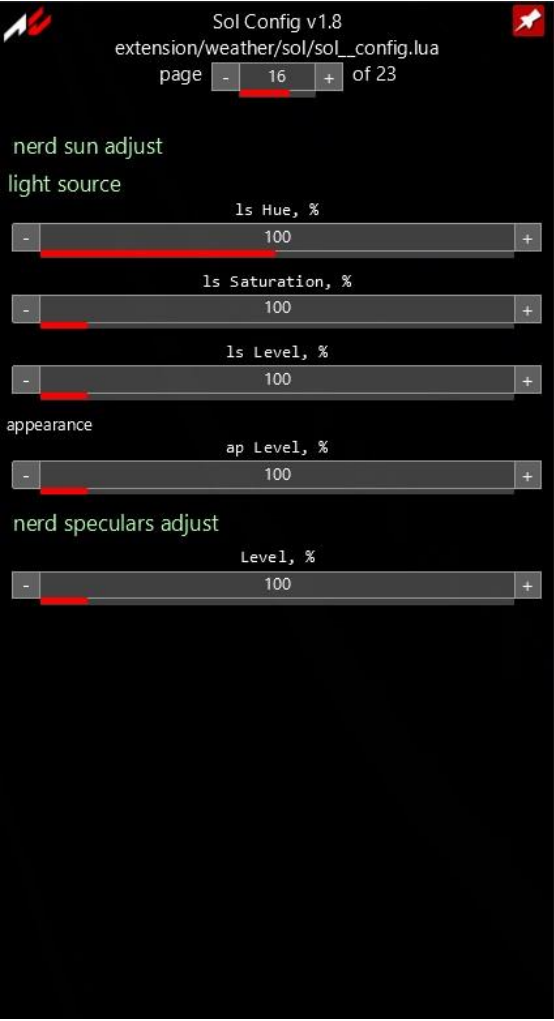 Sol Config v1.8
extension/weather/sol/sol__config.lua
page - 16 + of 23
nerd sun adjust
light source
ls Hue, %
- 100 +
ls Saturation, %
- 100 +
ls Level, %
- 100 +
appearance
ap Level, %
- 100 +
nerd speculars adjust
Level, %
- 100 +